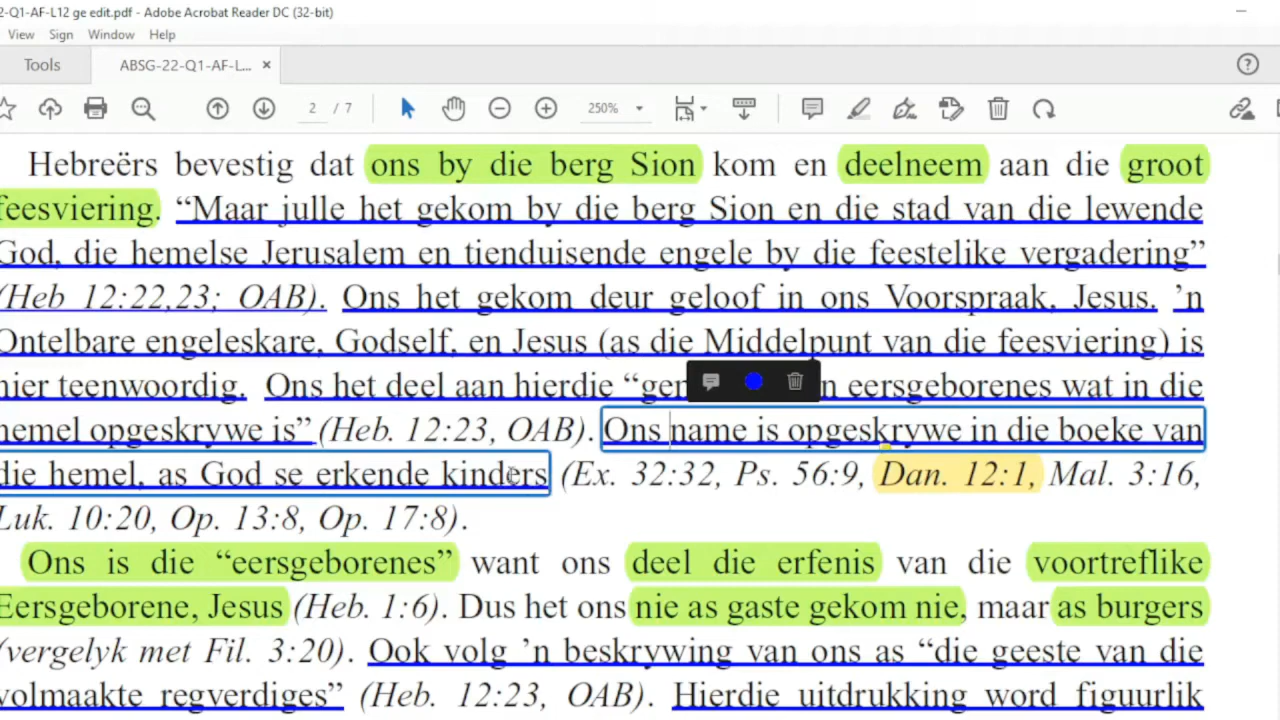 2-Q1-AF-L12 ge edit.pdf - Adobe Acrobat Reader DC (32-bit)
View Sign Window Help
Tools ABSG-22-Q1-AF-L... ×
2 / 7 250%
Hebreërs bevestig dat ons by die berg Sion kom en deelneem aan die groot
feesviering. “Maar julle het gekom by die berg Sion en die stad van die lewende
God, die hemelse Jerusalem en tienduisende engele by die feestelike vergadering”
(Heb 12:22,23; OAB). Ons het gekom deur geloof in ons Voorspraak, Jesus. ’n
Ontelbare engeleskare, Godself, en Jesus (as die Middelpunt van die feesviering) is
hier teenwoordig. Ons het deel aan hierdie “gem n eersgeborenes wat in die
hemel opgeskrywe is” (Heb. 12:23, OAB). Ons name is opgeskrywe in die boeke van
die hemel, as God se erkende kinders (Ex. 32:32, Ps. 56:9, Dan. 12:1, Mal. 3:16,
Luk. 10:20, Op. 13:8, Op. 17:8).
Ons is die “eersgeborenes” want ons deel die erfenis van die voortreflike
Eersgeborene, Jesus (Heb. 1:6). Dus het ons nie as gaste gekom nie, maar as burgers
(vergelyk met Fil. 3:20). Ook volg ’n beskrywing van ons as “die geeste van die
volmaakte regverdiges” (Heb. 12:23, OAB). Hierdie uitdrukking word figuurlik